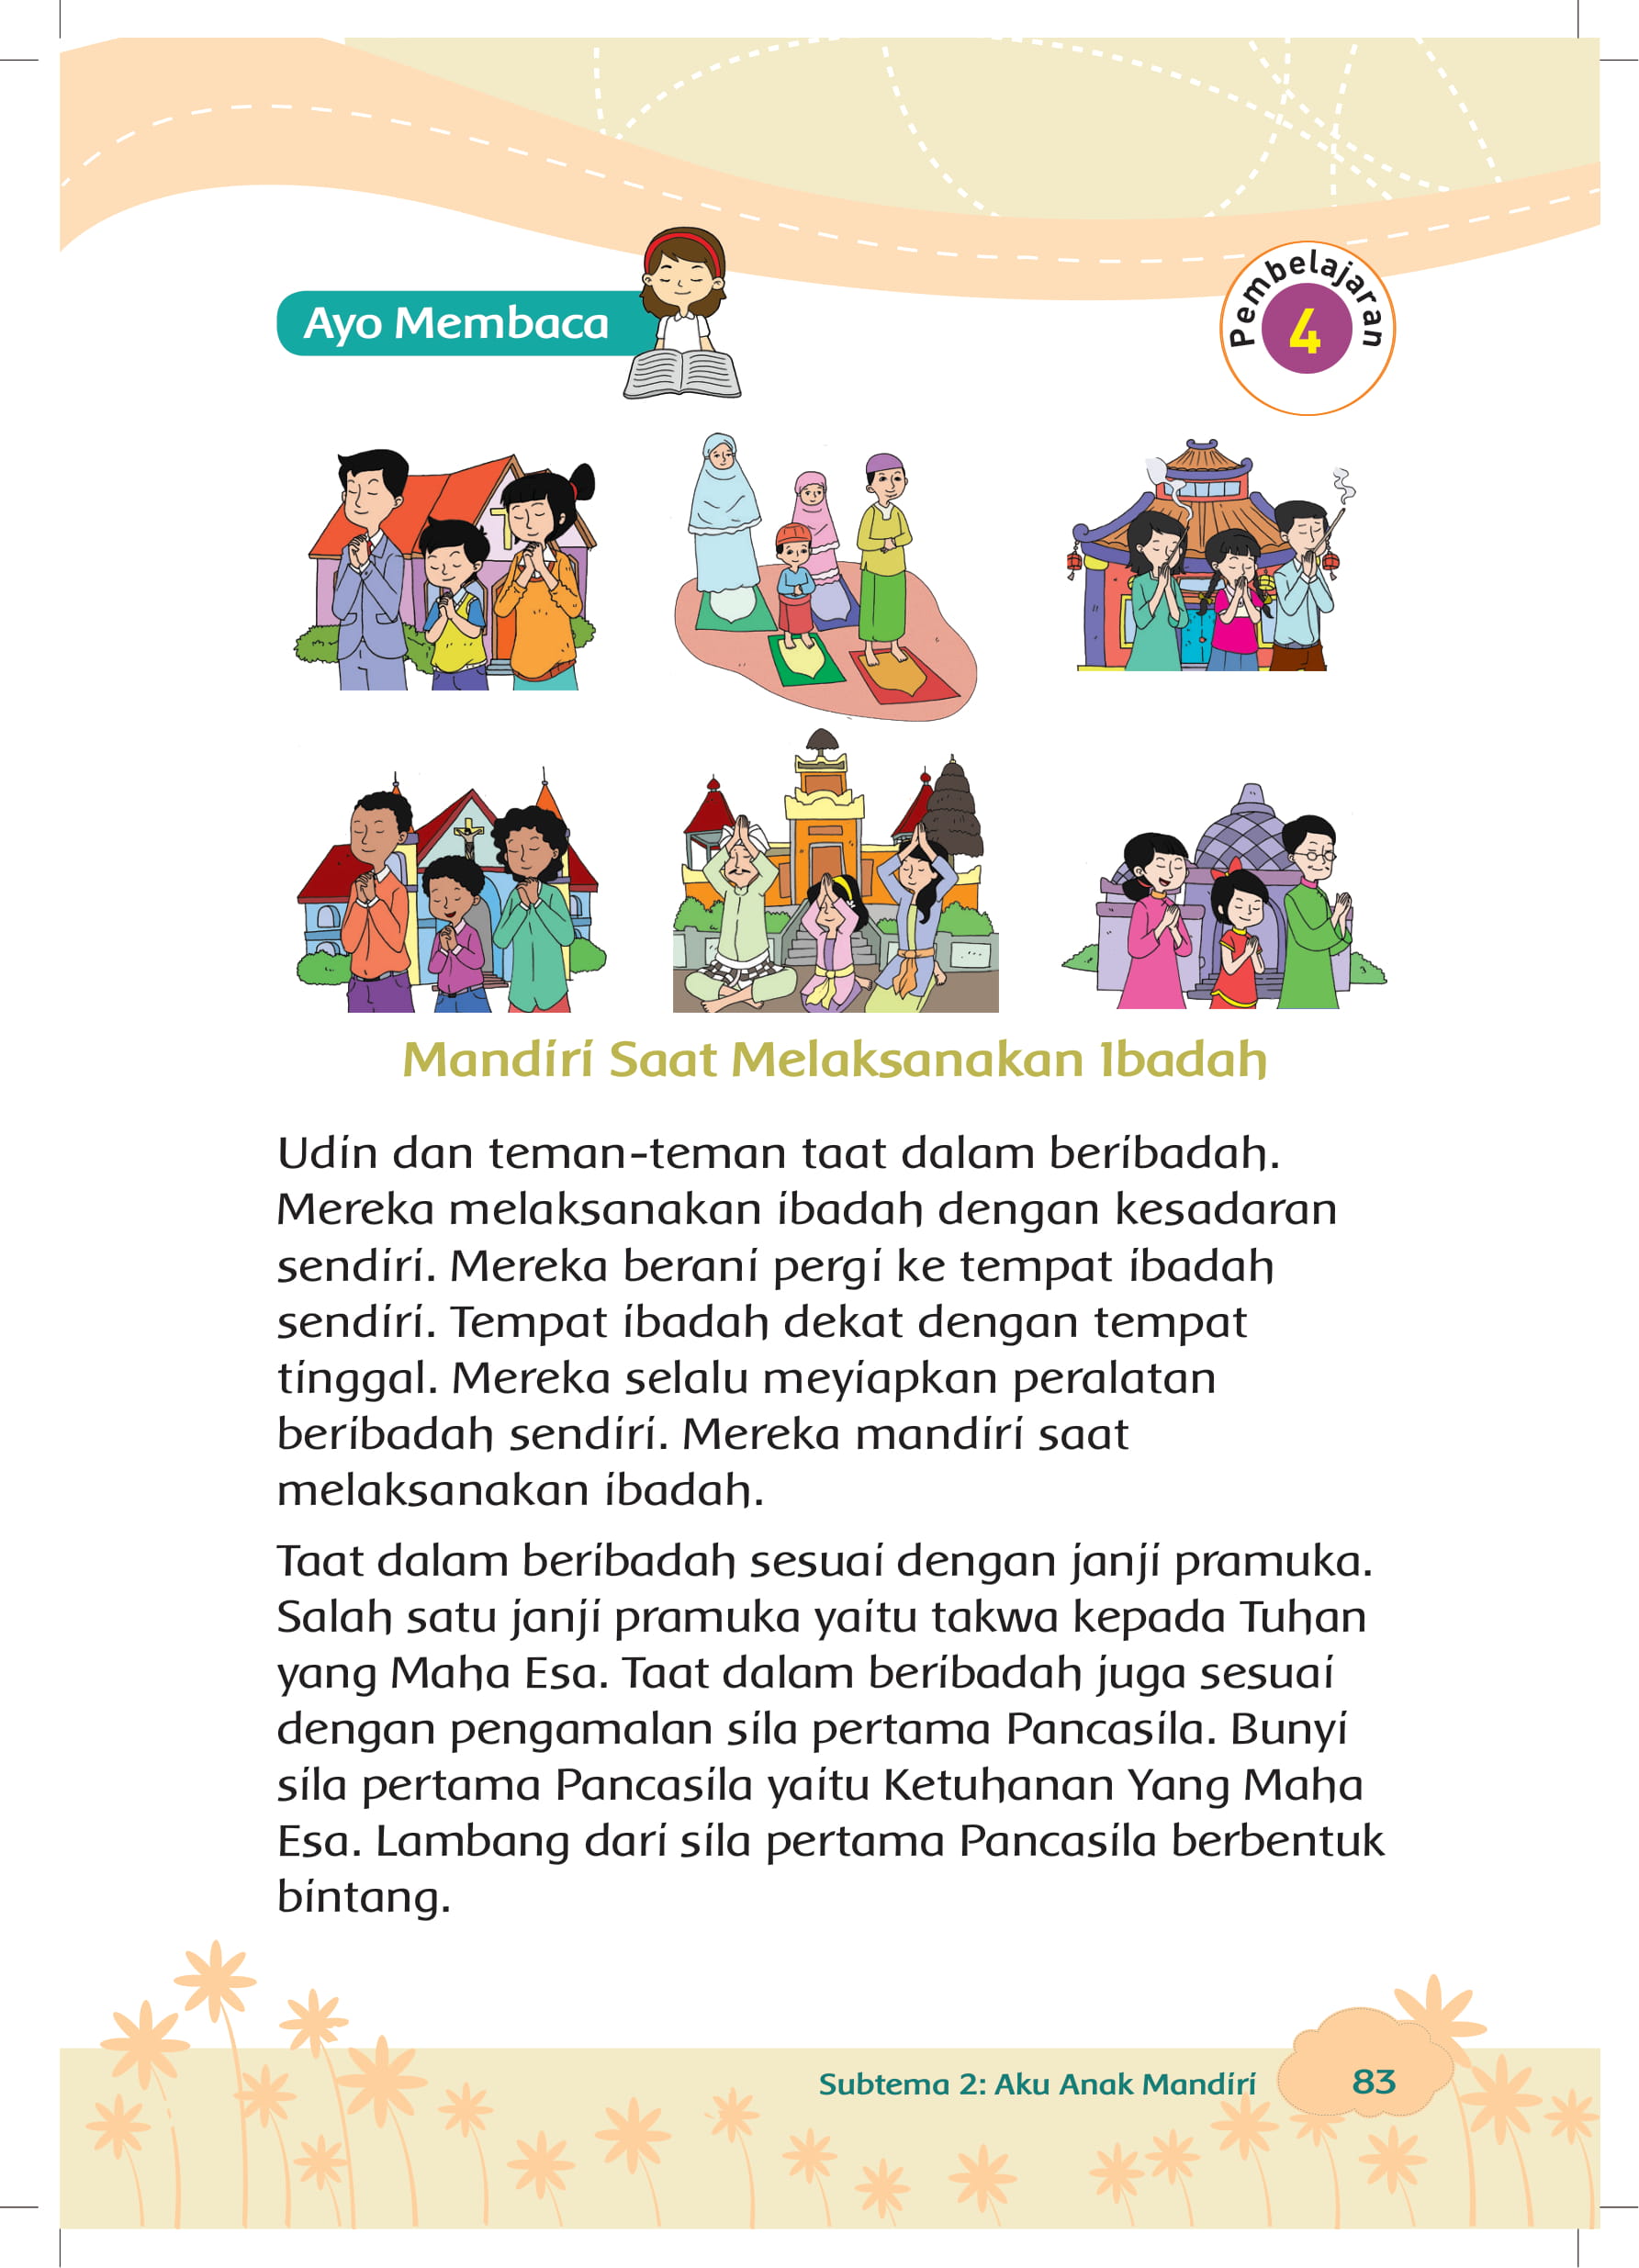 Ayo Membaca
Pembelajaran
4
Mandiri Saat Melaksanakan Ibadah
Udin dan teman-teman taat dalam beribadah.
Mereka melaksanakan ibadah dengan kesadaran
sendiri. Mereka berani pergi ke tempat ibadah
sendiri. Tempat ibadah dekat dengan tempat
tinggal. Mereka selalu meyiapkan peralatan
beribadah sendiri. Mereka mandiri saat
melaksanakan ibadah.
Taat dalam beribadah sesuai dengan janji pramuka.
Salah satu janji pramuka yaitu takwa kepada Tuhan
yang Maha Esa. Taat dalam beribadah juga sesuai
dengan pengamalan sila pertama Pancasila. Bunyi
sila pertama Pancasila yaitu Ketuhanan Yang Maha
Esa. Lambang dari sila pertama Pancasila berbentuk
bintang.
Subtema 2: Aku Anak Mandiri
83